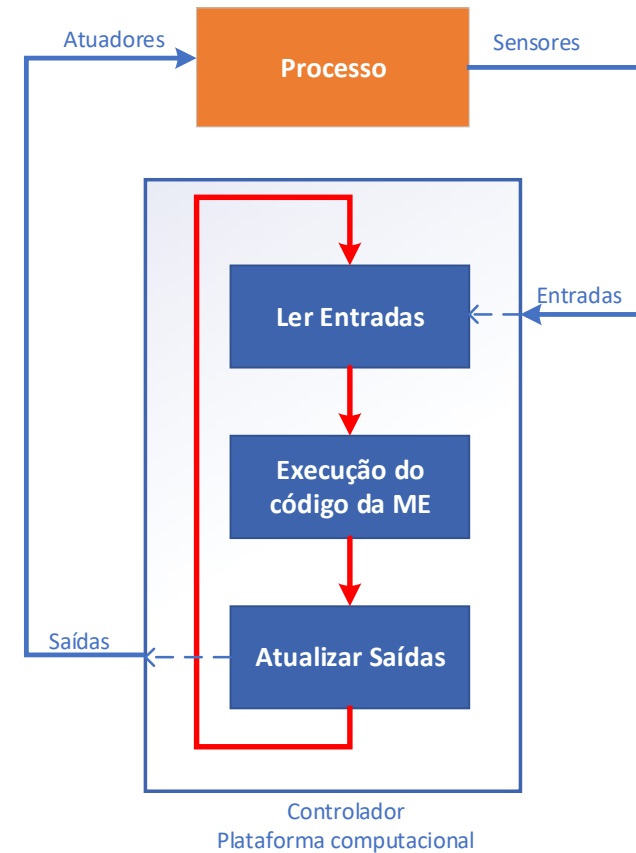 Atuadores
Processo
Sensores
Ler Entradas
Entradas
Execução do
código da ME
Atualizar Saídas
Saídas
Controlador
Plataforma computacional